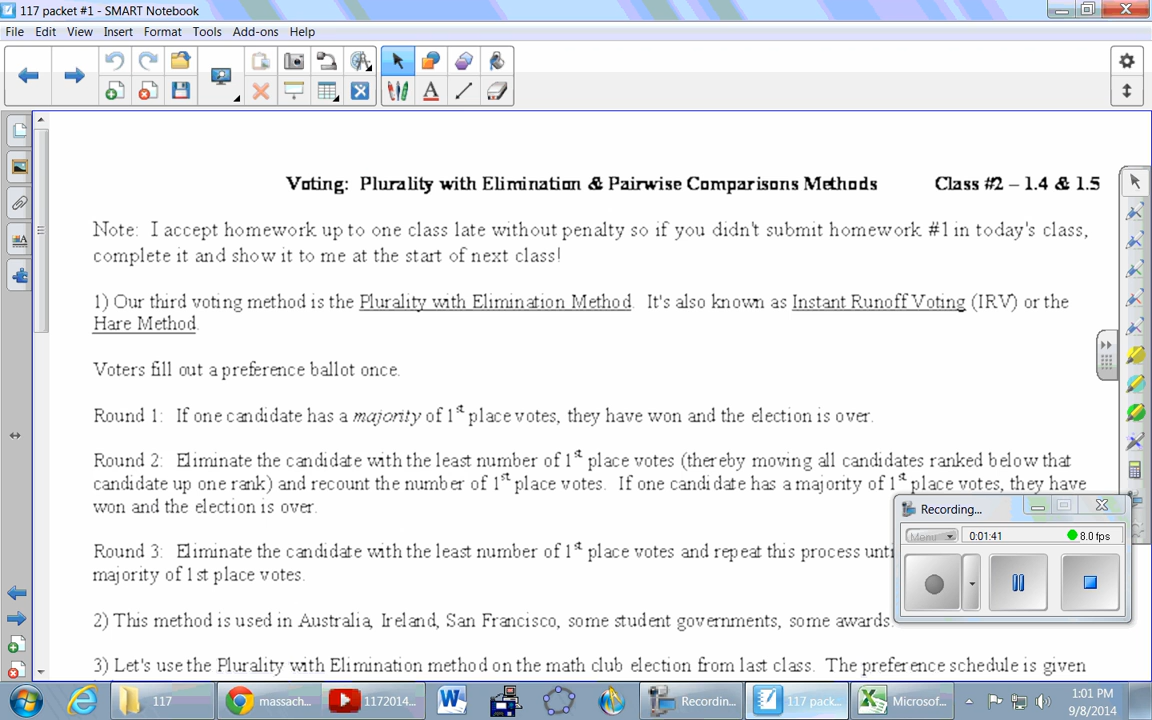 117 packet #1 - SMART Notebook
File Edit View Insert Format Tools Add-ons Help
Voting: Plurality with Elimination & Pairwise Comparisons Methods Class #2 – 1.4 & 1.5
Note: I accept homework up to one class late without penalty so if you didn't submit homework #1 in today's class,
complete it and show it to me at the start of next class!
1) Our third voting method is the Plurality with Elimination Method. It's also known as Instant Runoff Voting (IRV) or the
Hare Method.
Voters fill out a preference ballot once.
Round 1: If one candidate has a majority of 1st place votes, they have won and the election is over.
Round 2: Eliminate the candidate with the least number of 1st place votes (thereby moving all candidates ranked below that
candidate up one rank) and recount the number of 1st place votes. If one candidate has a majority of 1st place votes, they have
won and the election is over.
Recording...
Menu 0:01:41 8.0 fps
Round 3: Eliminate the candidate with the least number of 1st place votes and repeat this process unti
majority of 1st place votes.
2) This method is used in Australia, Ireland, San Francisco, some student governments, some awards
3) Let's use the Plurality with Elimination method on the math club election from last class. The preference schedule is given
117 massach... 1172014... Recordin... 117 pack... Microsof... 1:01 PM
9/8/2014